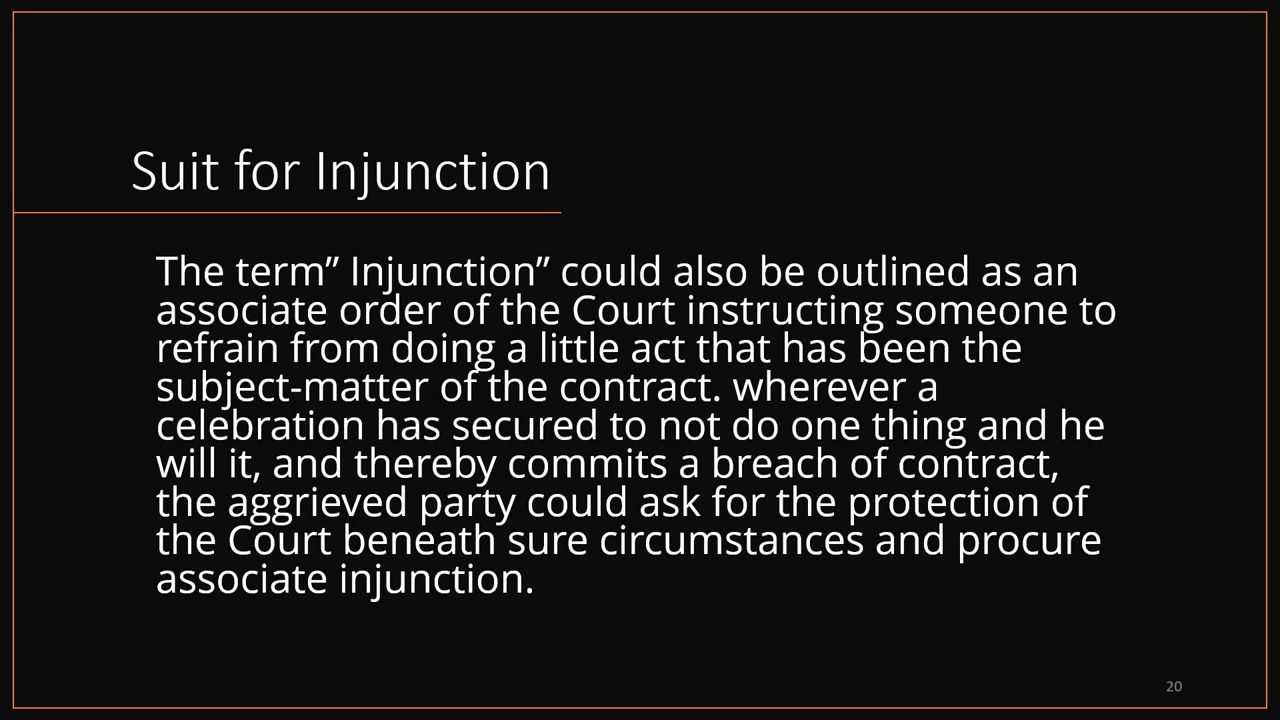 Suit for Injunction
The term” Injunction” could also be outlined as an
associate order of the Court instructing someone to
refrain from doing a little act that has been the
subject-matter of the contract. wherever a
celebration has secured to not do one thing and he
will it, and thereby commits a breach of contract,
the aggrieved party could ask for the protection of
the Court beneath sure circumstances and procure
associate injunction.
20